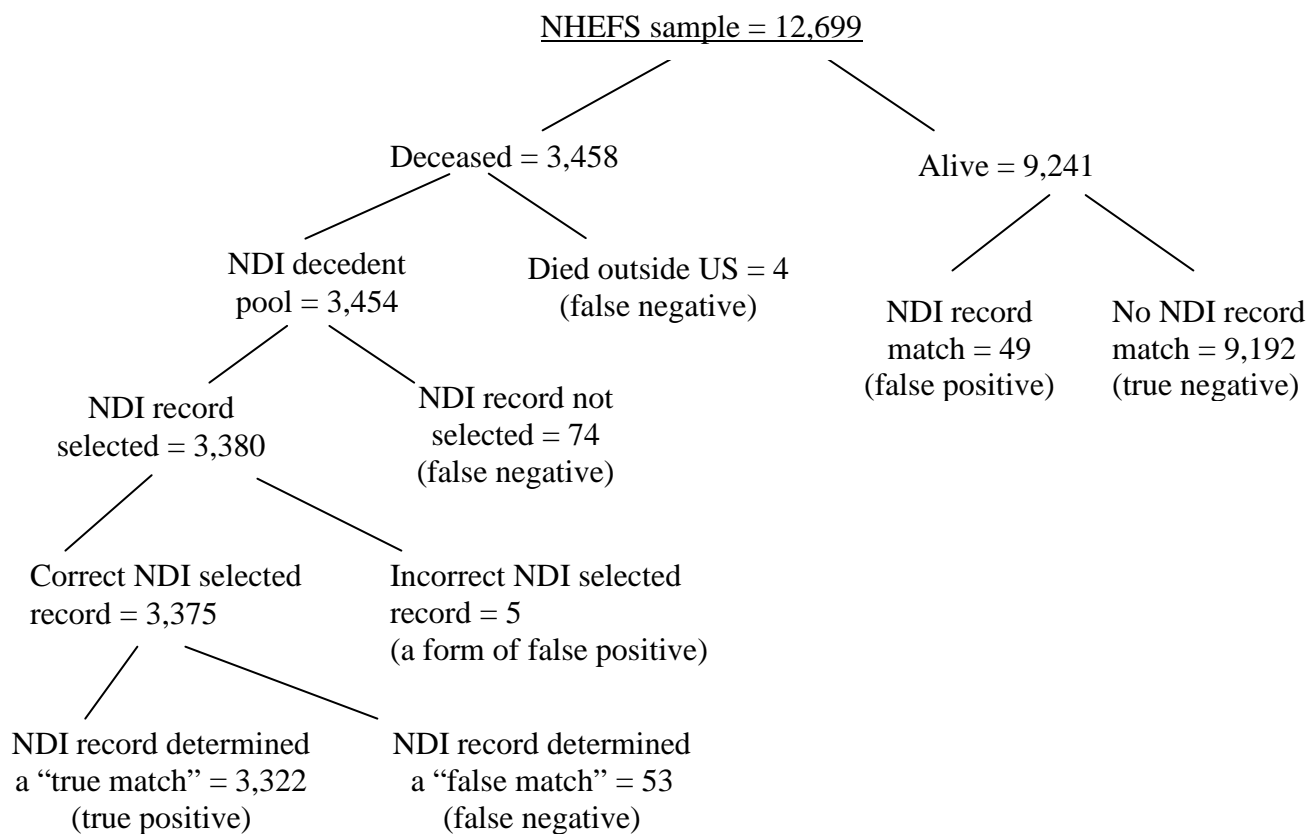 NHEFS sample = 12,699
Deceased = 3,458
Alive = 9,241
NDI decedent
pool = 3,454
Died outside US = 4
(false negative)
NDI record
match = 49
(false positive)
No NDI record
match = 9,192
(true negative)
NDI record
selected = 3,380
NDI record not
selected = 74
(false negative)
Correct NDI selected
record = 3,375
Incorrect NDI selected
record = 5
(a form of false positive)
NDI record determined
a “true match” = 3,322
(true positive)
NDI record determined
a “false match” = 53
(false negative)